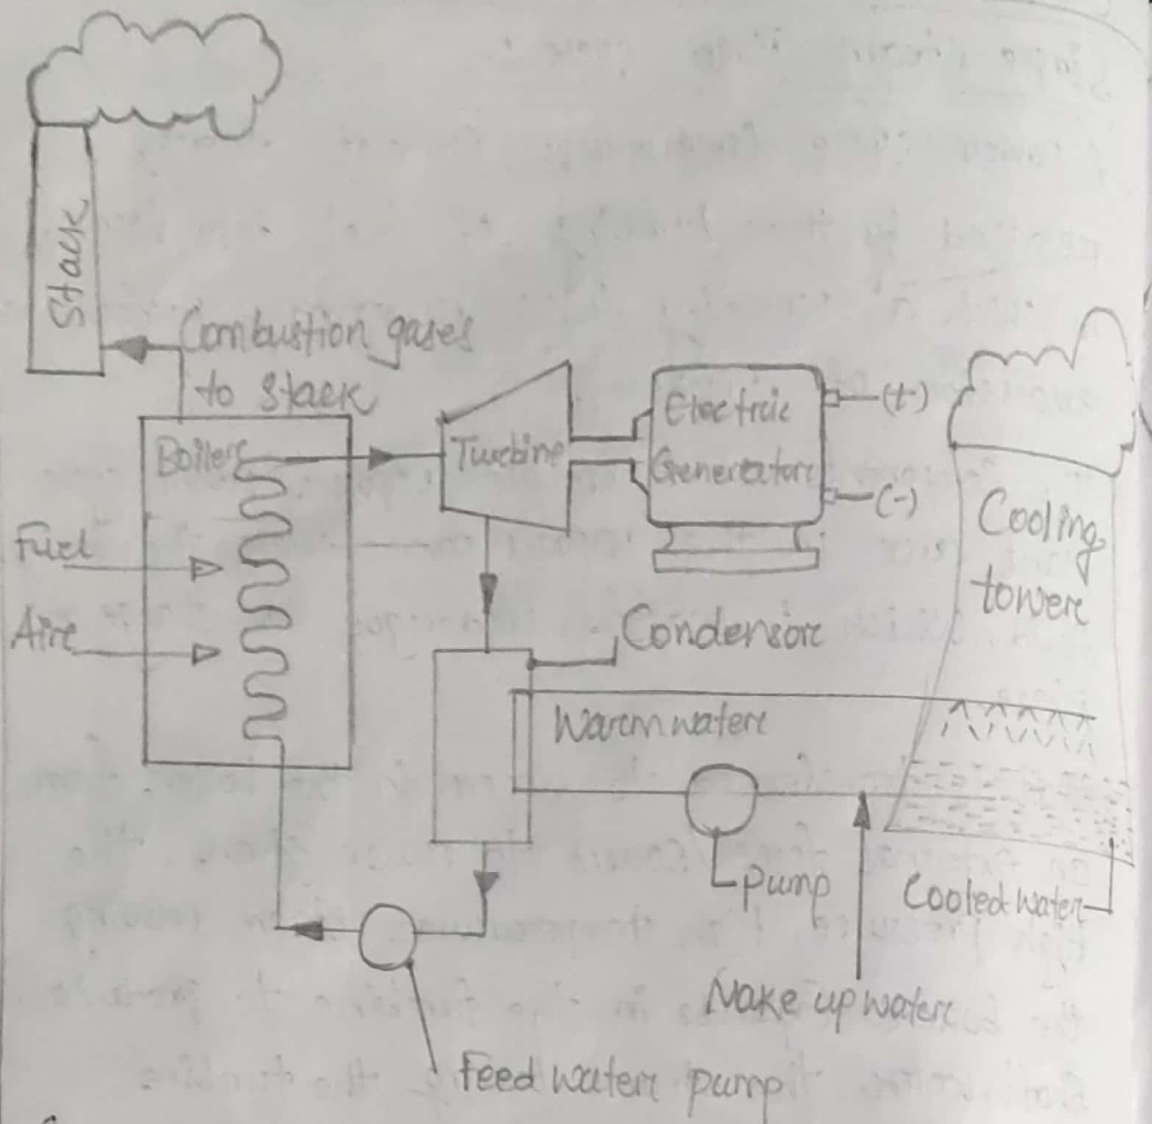 Stack
Combustion gases
to stack
Boiler
Turbine
Electric
Generator
(+)
(-)
Fuel
Air
Cooling
tower
Condensor
Warm water
Pump
Cooled water
Make up water
Feed water pump